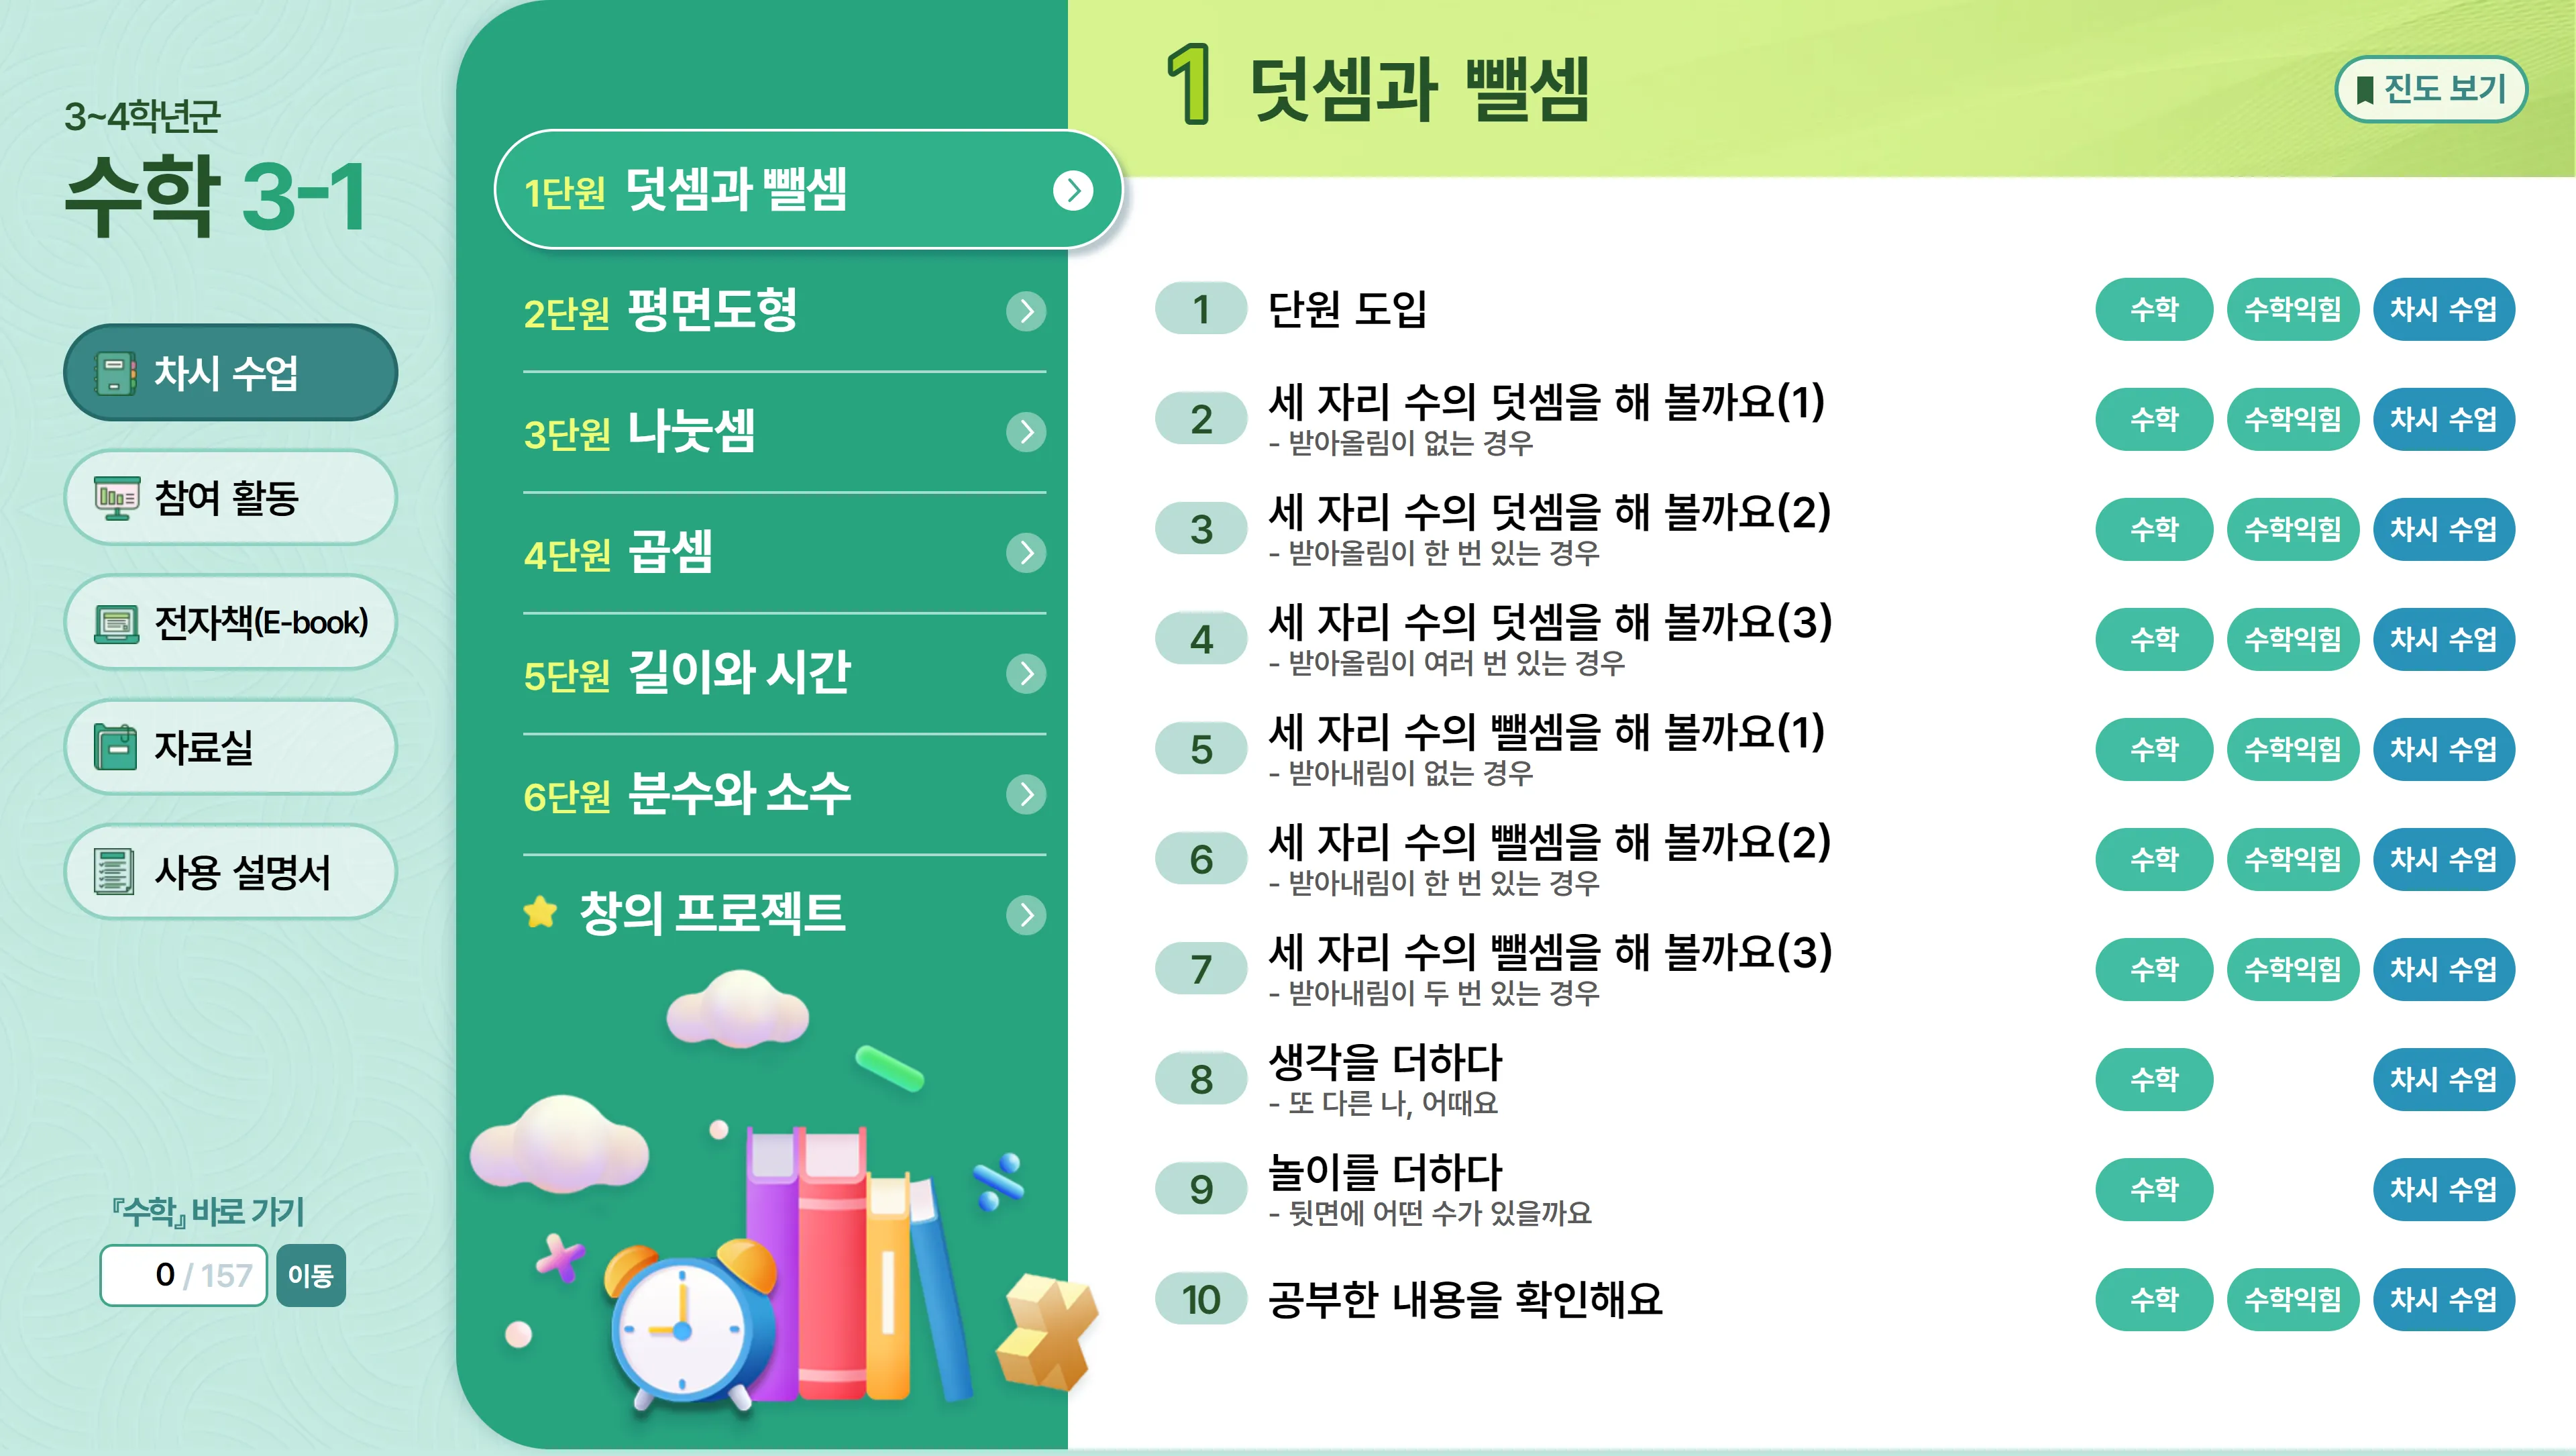 3~4학년군
수학 3-1
차시 수업
참여 활동
전자책(E-book)
자료실
사용 설명서
『수학』 바로 가기
0 / 157 이동
1단원 덧셈과 뺄셈
2단원 평면도형
3단원 나눗셈
4단원 곱셈
5단원 길이와 시간
6단원 분수와 소수
창의 프로젝트
1 덧셈과 뺄셈
진도 보기
1 단원 도입 수학 수학익힘 차시 수업
2 세 자리 수의 덧셈을 해 볼까요(1) 수학 수학익힘 차시 수업
- 받아올림이 없는 경우
3 세 자리 수의 덧셈을 해 볼까요(2) 수학 수학익힘 차시 수업
- 받아올림이 한 번 있는 경우
4 세 자리 수의 덧셈을 해 볼까요(3) 수학 수학익힘 차시 수업
- 받아올림이 여러 번 있는 경우
5 세 자리 수의 뺄셈을 해 볼까요(1) 수학 수학익힘 차시 수업
- 받아내림이 없는 경우
6 세 자리 수의 뺄셈을 해 볼까요(2) 수학 수학익힘 차시 수업
- 받아내림이 한 번 있는 경우
7 세 자리 수의 뺄셈을 해 볼까요(3) 수학 수학익힘 차시 수업
- 받아내림이 두 번 있는 경우
8 생각을 더하다 수학 차시 수업
- 또 다른 나, 어때요
9 놀이를 더하다 수학 차시 수업
- 뒷면에 어떤 수가 있을까요
10 공부한 내용을 확인해요 수학 수학익힘 차시 수업